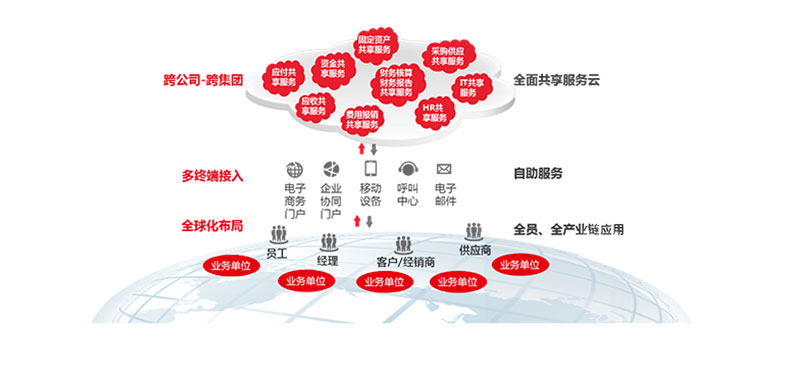 固定资产
共享服务
采购供应
共享服务
资金共
享服务
应付共
享服务
财务核算
财务报告
共享服务
IT共享
服务
应收共
享服务
费用报销
共享服务
HR共
享服务
跨公司-跨集团
全面共享服务云
多终端接入
电子
商务
门户
企业
协同
门户
移动
设备
呼叫
中心
电子
邮件
自助服务
全球化布局
全员、全产业链应用
员工
经理
客户/经销商
供应商
业务单位
业务单位
业务单位
业务单位
业务单位